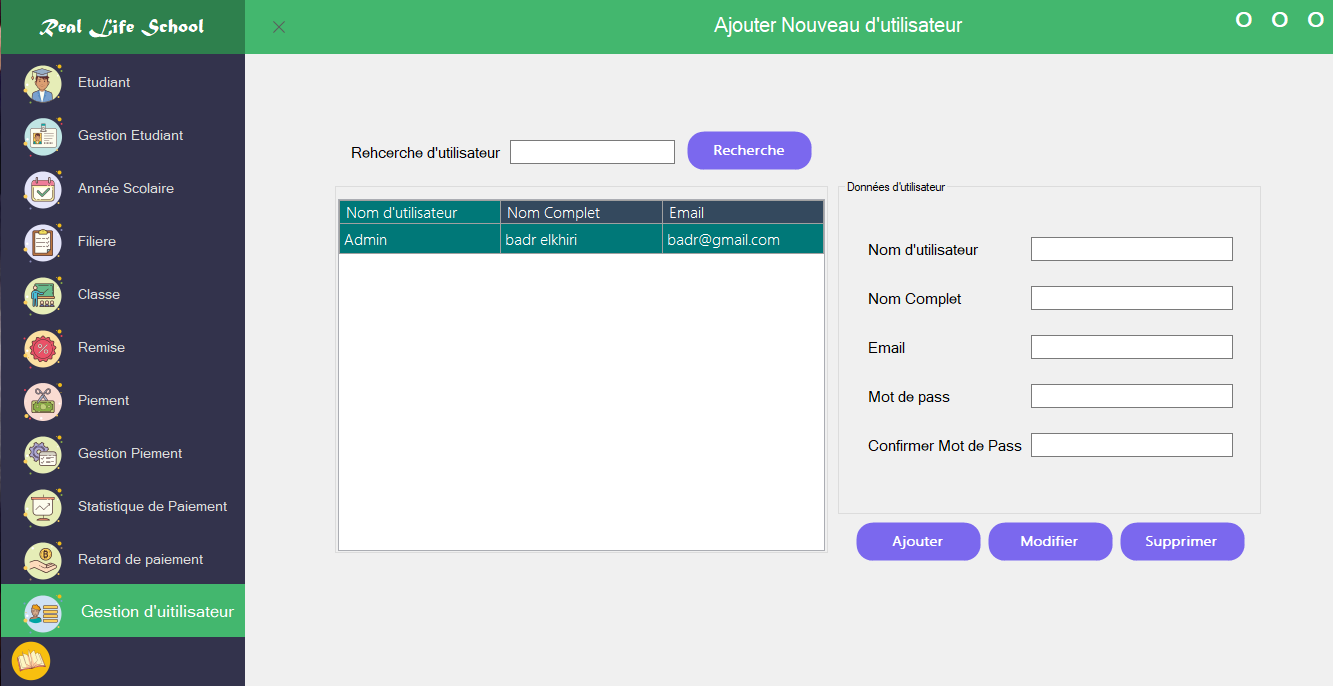 Real Life School
Ajouter Nouveau d'utilisateur
O O O
Etudiant
Gestion Etudiant
Année Scolaire
Filiere
Classe
Remise
Piement
Gestion Piement
Statistique de Paiement
Retard de paiement
Gestion d'uitilisateur
Rehcerche d'utilisateur
Recherche
Nom d'utilisateur Nom Complet Email
Admin badr elkhiri badr@gmail.com
Données d'utilisateur
Nom d'utilisateur
Nom Complet
Email
Mot de pass
Confirmer Mot de Pass
Ajouter Modifier Supprimer